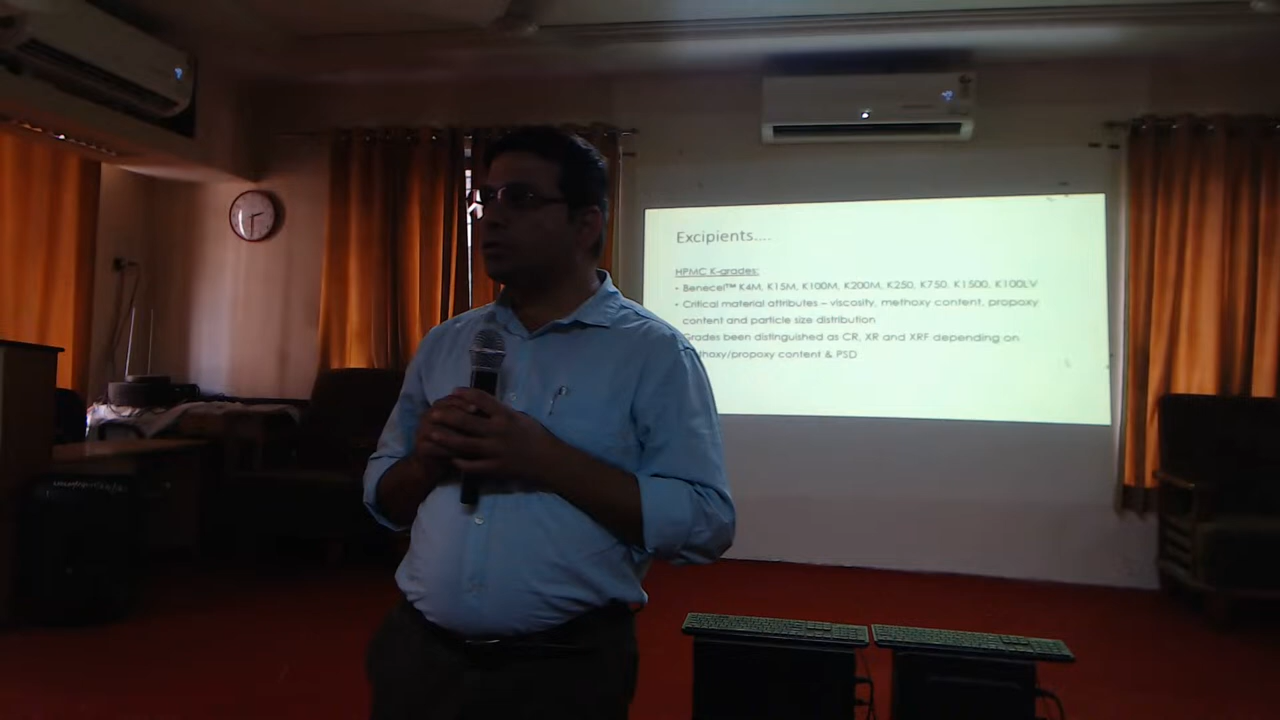 Excipients....
HPMC K-grades:
• Benecel™ K4M, K15M, K100M, K200M, K250, K750, K1500, K100LV
• Critical material attributes – viscosity, methoxy content, propoxy
content and particle size distribution
Grades been distinguished as CR, XR and XRF depending on
thoxy/propoxy content & PSD